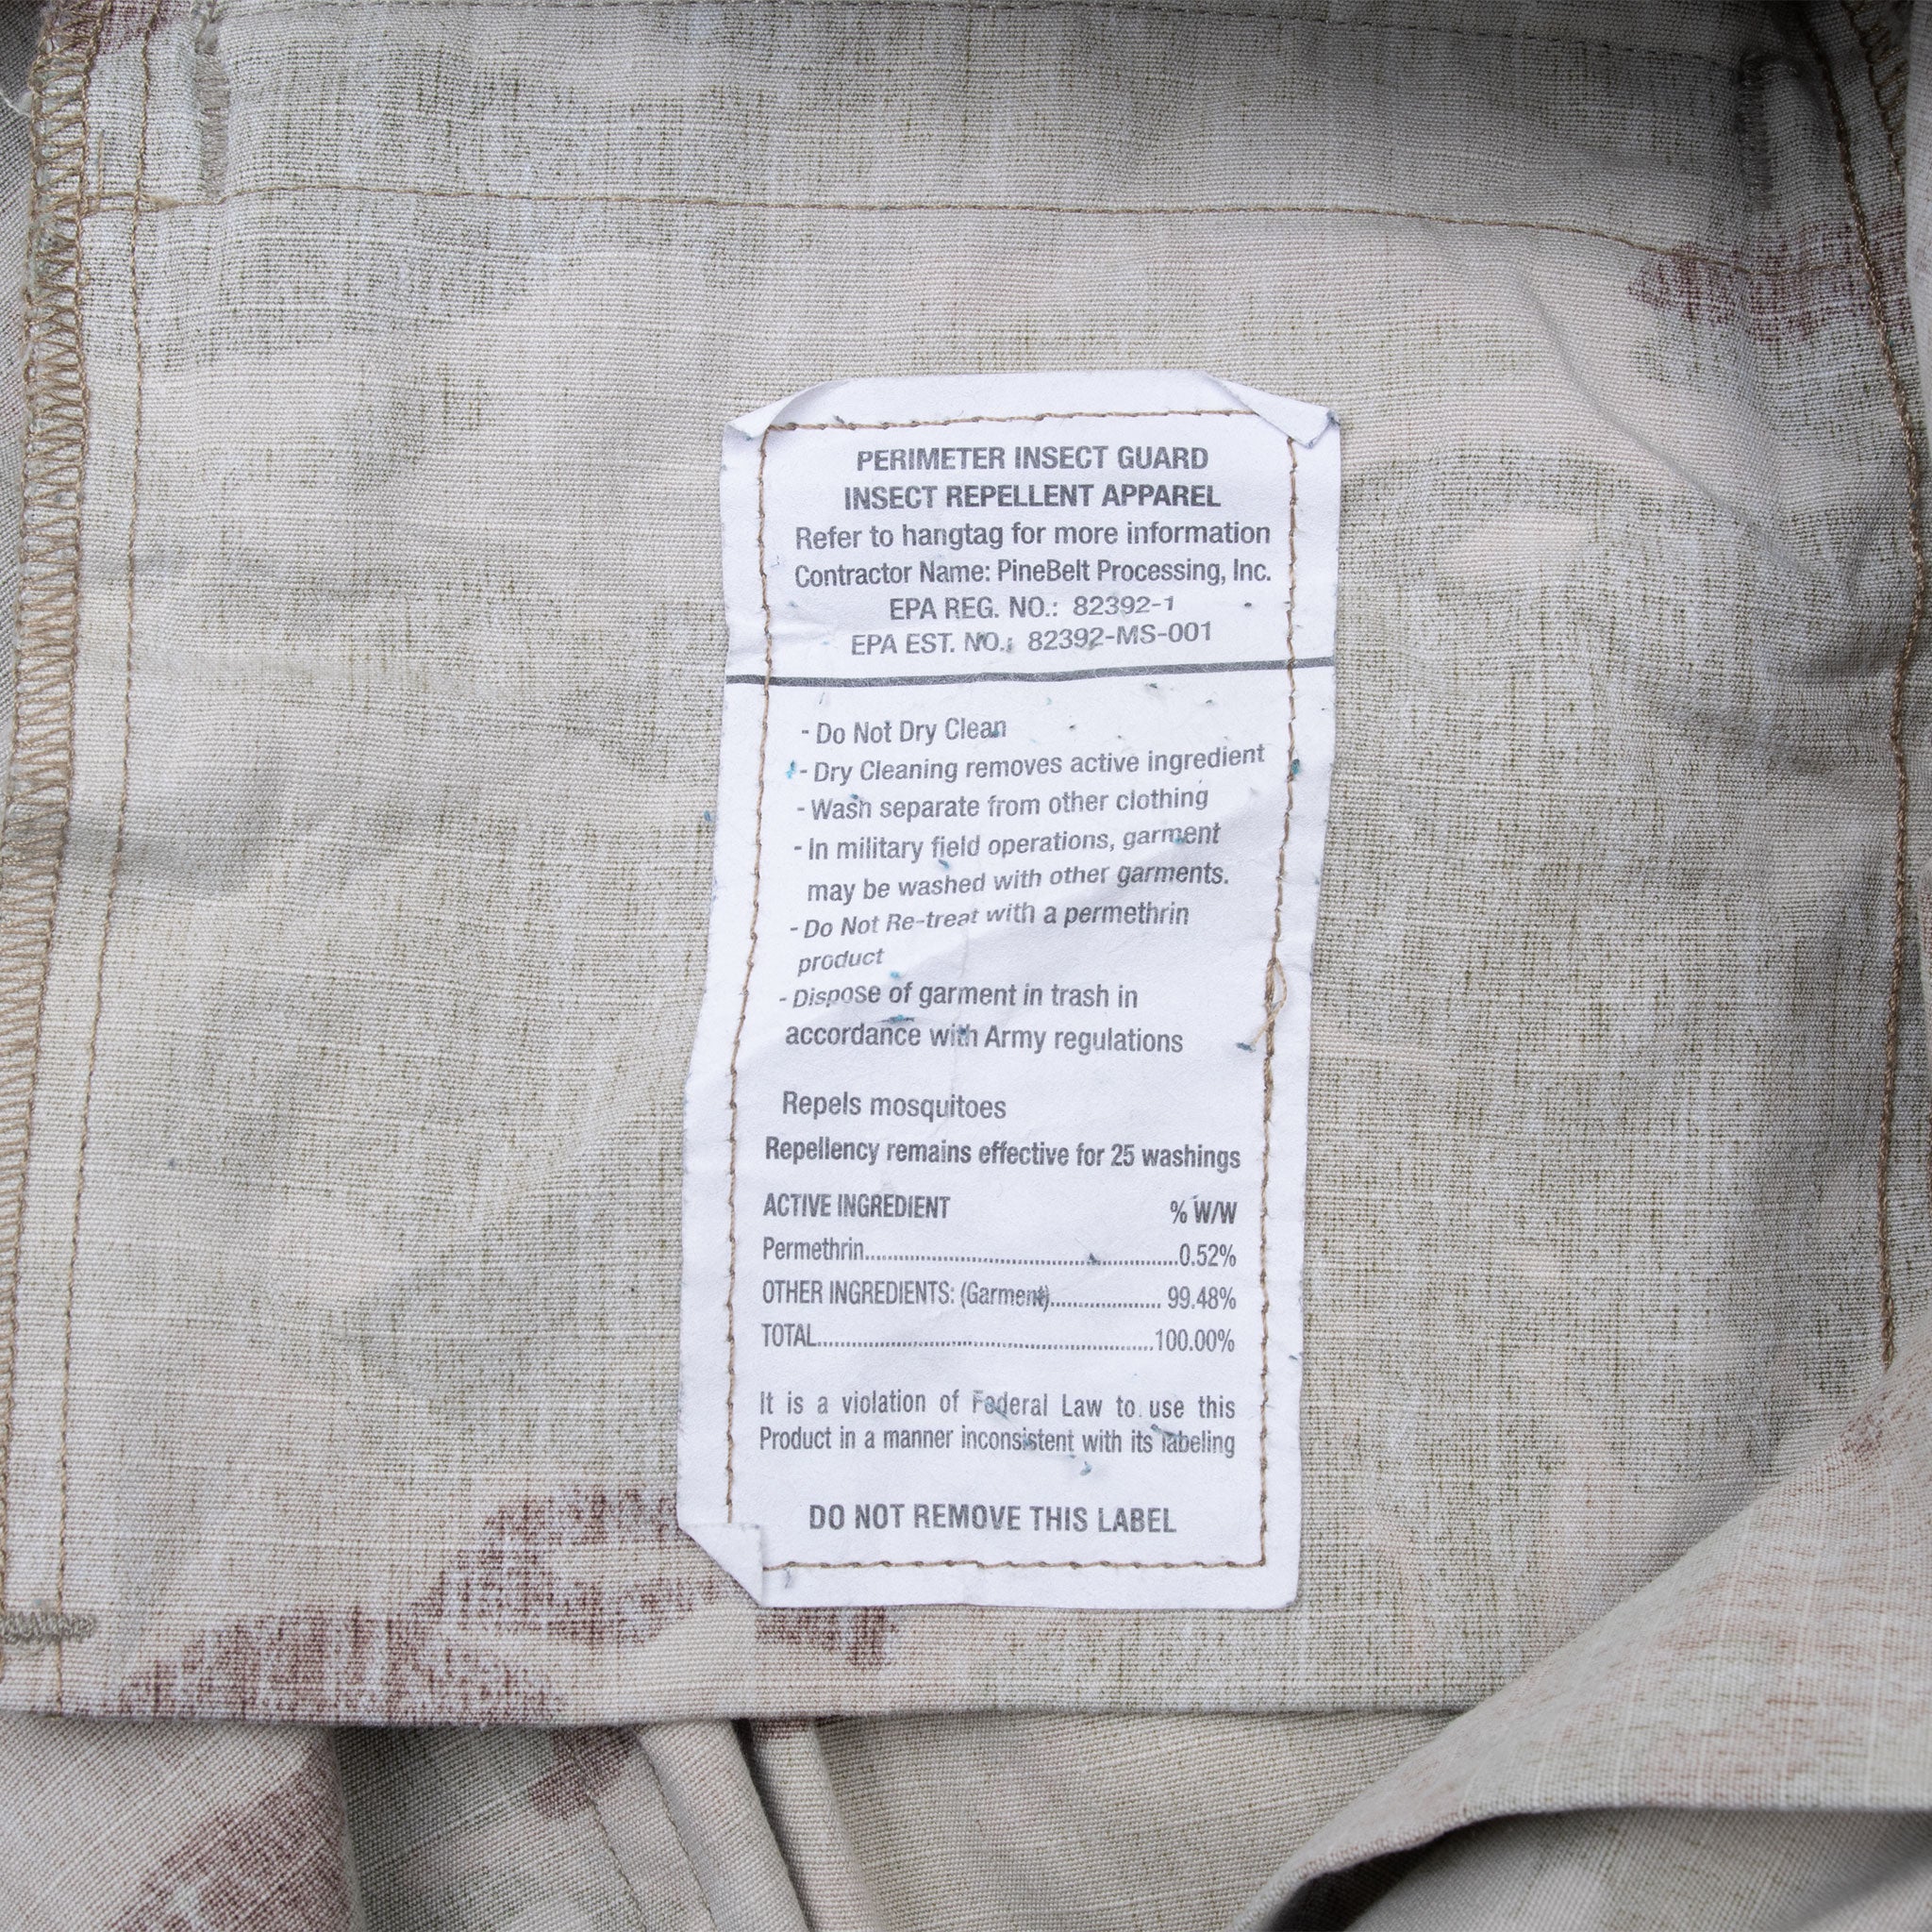 PERIMETER INSECT GUARD
INSECT REPELLENT APPAREL
Refer to hangtag for more information
Contractor Name: PineBelt Processing, Inc.
EPA REG. NO.: 82392-1
EPA EST. NO.: 82392-MS-001
- Do Not Dry Clean
- Dry Cleaning removes active ingredient
- Wash separate from other clothing
- In military field operations, garment
may be washed with other garments.
- Do Not Re-treat with a permethrin
product
- Dispose of garment in trash in
accordance with Army regulations
Repels mosquitoes
Repellency remains effective for 25 washings
ACTIVE INGREDIENT % W/W
Permethrin..............................................0.52%
OTHER INGREDIENTS: (Garment)................ 99.48%
TOTAL..................................................100.00%
It is a violation of Federal Law to use this
Product in a manner inconsistent with its labeling
DO NOT REMOVE THIS LABEL